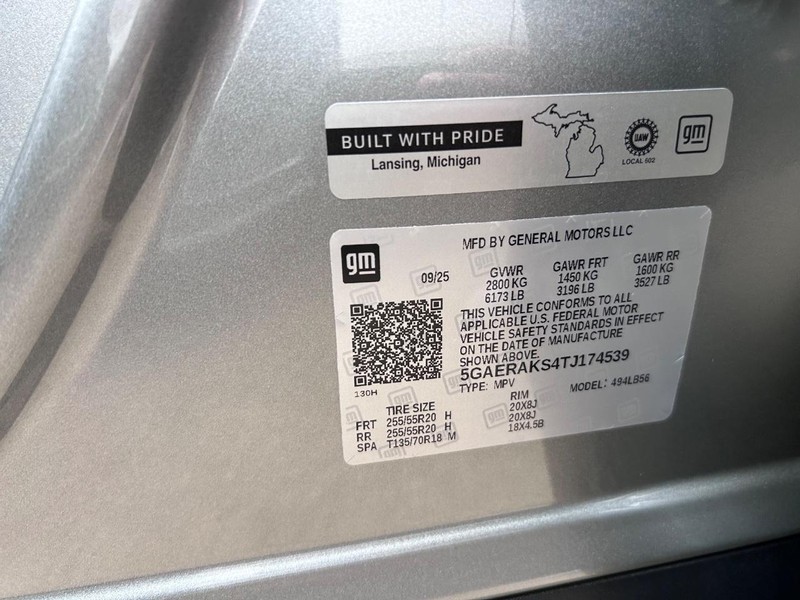 BUILT WITH PRIDE
Lansing, Michigan
UAW
LOCAL 602
gm
gm
MFD BY GENERAL MOTORS LLC
09/25
GVWR GAWR FRT GAWR RR
2800 KG 1450 KG 1600 KG
6173 LB 3196 LB 3527 LB
THIS VEHICLE CONFORMS TO ALL
APPLICABLE U.S. FEDERAL MOTOR
VEHICLE SAFETY STANDARDS IN EFFECT
ON THE DATE OF MANUFACTURE
SHOWN ABOVE.
5GAERAKS4TJ174539
TYPE: MPV MODEL: 494LB56
130H
TIRE SIZE RIM
FRT 255/55R20 H 20X8J
RR 255/55R20 H 20X8J
SPA T135/70R18 M 18X4.5B